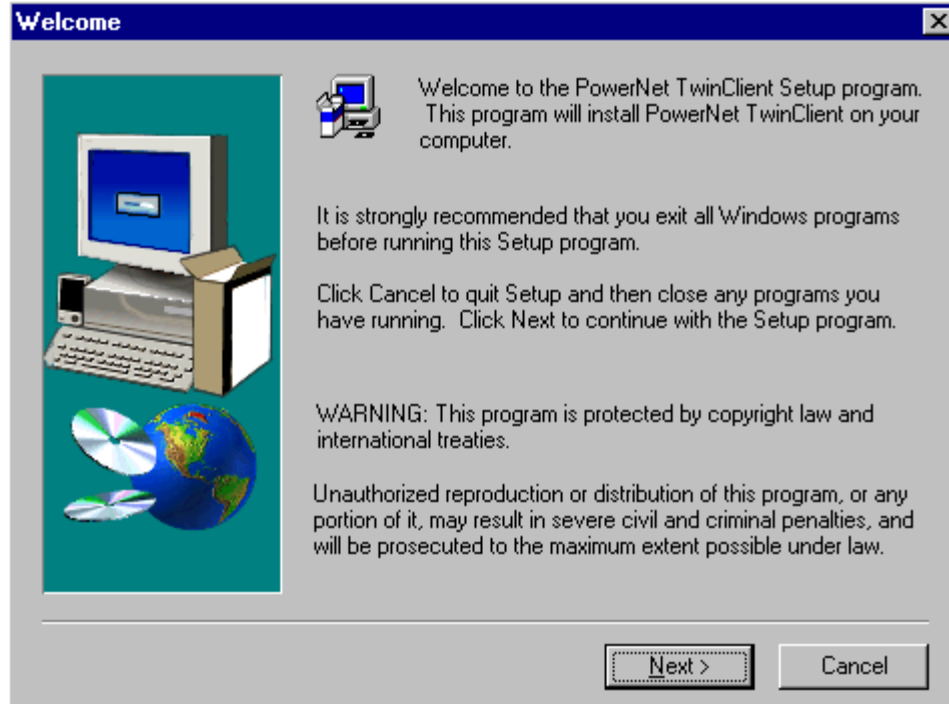 Welcome
Welcome to the PowerNet TwinClient Setup program.
This program will install PowerNet TwinClient on your
computer.
It is strongly recommended that you exit all Windows programs
before running this Setup program.
Click Cancel to quit Setup and then close any programs you
have running. Click Next to continue with the Setup program.
WARNING: This program is protected by copyright law and
international treaties.
Unauthorized reproduction or distribution of this program, or any
portion of it, may result in severe civil and criminal penalties, and
will be prosecuted to the maximum extent possible under law.
Next >
Cancel